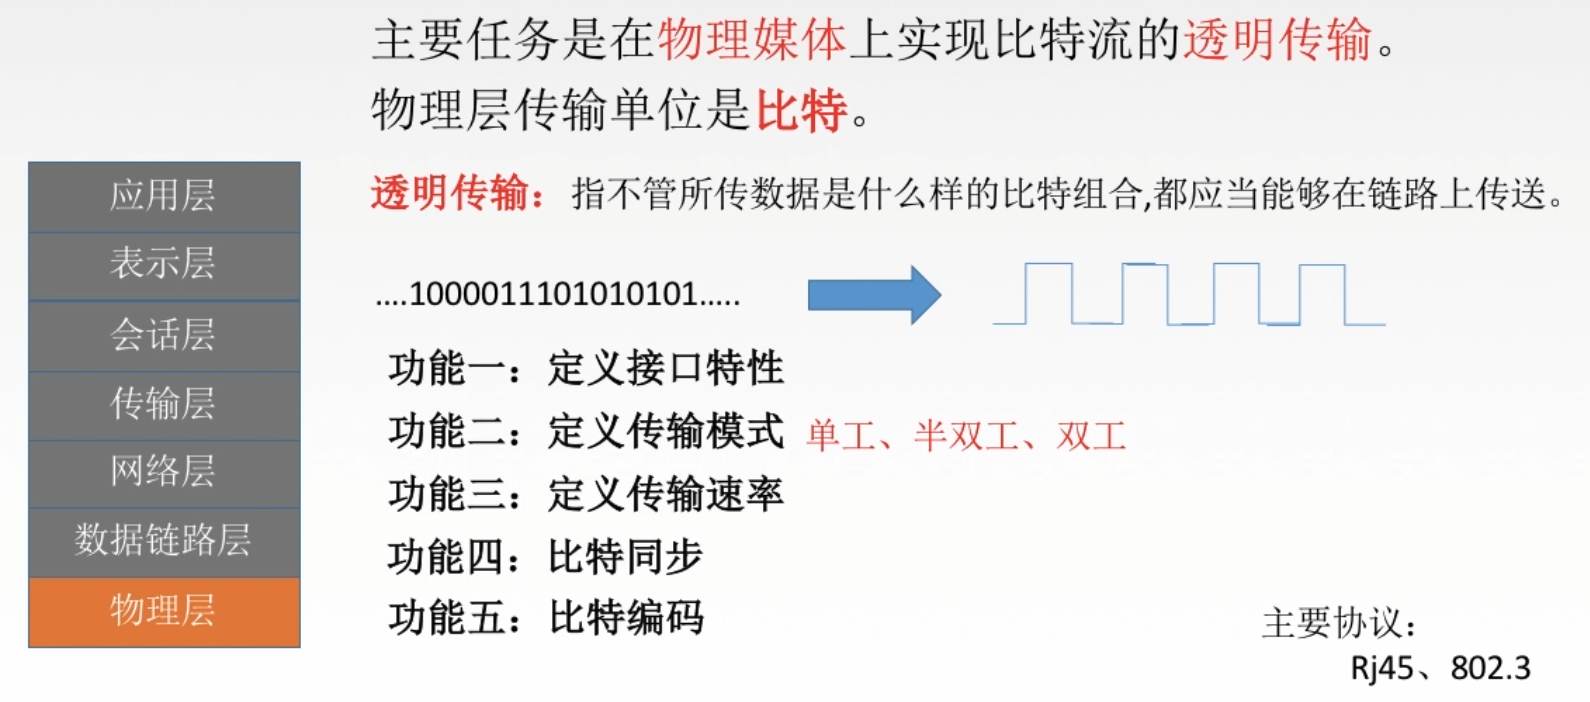 主要任务是在物理媒体上实现比特流的透明传输。
物理层传输单位是比特。
透明传输：指不管所传数据是什么样的比特组合,都应当能够在链路上传送。
应用层
表示层
会话层
传输层
网络层
数据链路层
物理层
....1000011101010101.....
功能一：定义接口特性
功能二：定义传输模式 单工、半双工、双工
功能三：定义传输速率
功能四：比特同步
功能五：比特编码
主要协议：
Rj45、802.3